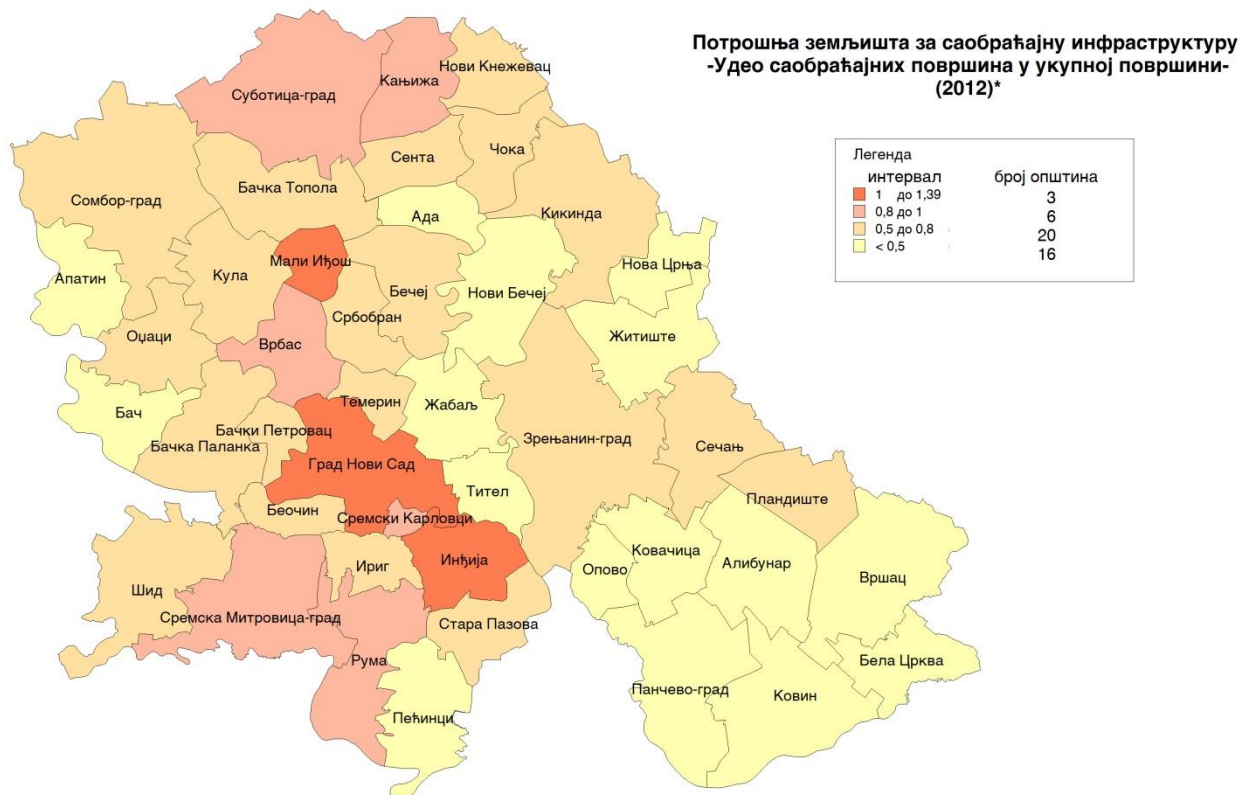 Потрошња земљишта за саобраћајну инфраструктуру
-Удео саобраћајних површина у укупној површини-
(2012)*
Легенда
интервал број општина
1 до 1,39 3
0,8 до 1 6
0,5 до 0,8 20
< 0,5 16
Нови Кнежевац
Кањижа
Суботица-град
Чока
Сента
Бачка Топола
Сомбор-град
Ада
Кикинда
Мали Иђош
Нова Црња
Кула
Апатин
Бечеј
Нови Бечеј
Србобран
Оџаци
Житиште
Врбас
Темерин
Жабаљ
Бач
Бачки Петровац
Зрењанин-град
Бачка Паланка
Сечањ
Град Нови Сад
Тител
Пландиште
Беочин
Сремски Карловци
Ковачица
Инђија
Ириг
Алибунар
Опово
Вршац
Шид
Сремска Митровица-град
Стара Пазова
Рума
Бела Црква
Панчево-град
Ковин
Пећинци